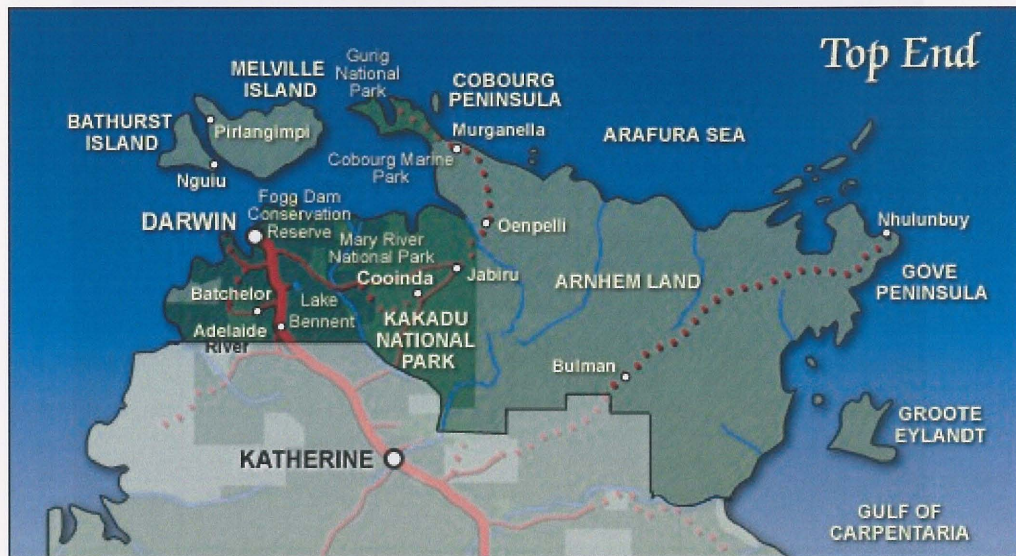 Top End
Gurig
National
Park
MELVILLE
ISLAND
COBOURG
PENINSULA
BATHURST
ISLAND
Pirlangimpi
Murganella
ARAFURA SEA
Cobourg Marine
Park
Nguiu
Fogg Dam
Conservation
Reserve
DARWIN
Oenpelli
Nhulunbuy
Mary River
National Park
Cooinda
Jabiru
ARNHEM LAND
GOVE
PENINSULA
Batchelor
Lake
Bennent
Adelaide
River
KAKADU
NATIONAL
PARK
Bulman
GROOTE
EYLANDT
KATHERINE
GULF OF
CARPENTARIA